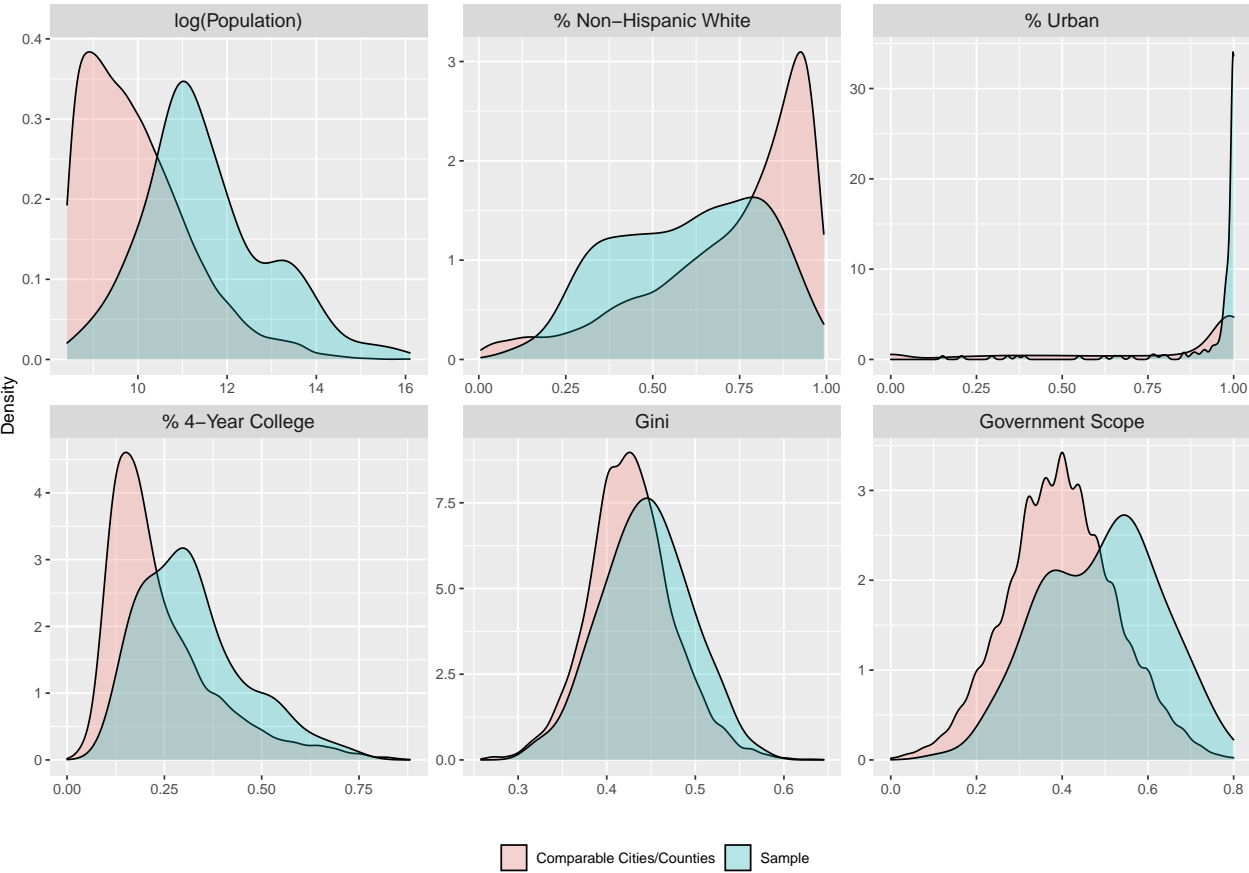 log(Population) % Non−Hispanic White % Urban
0.4
0.3
0.2
0.1
0.0
10 12 14 16
3
2
1
0
0.00 0.25 0.50 0.75 1.00
30
20
10
0
0.00 0.25 0.50 0.75 1.00
Density
% 4−Year College Gini Government Scope
4
3
2
1
0
0.00 0.25 0.50 0.75
7.5
5.0
2.5
0.0
0.3 0.4 0.5 0.6
3
2
1
0
0.0 0.2 0.4 0.6 0.8
Comparable Cities/Counties Sample